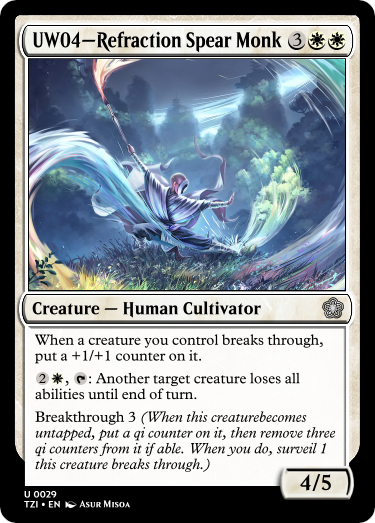 UW04—Refraction Spear Monk 3
Creature — Human Cultivator
When a creature you control breaks through,
put a +1/+1 counter on it.
2 , : Another target creature loses all
abilities until end of turn.
Breakthrough 3 (When this creaturebecomes
untapped, put a qi counter on it, then remove three
qi counters from it if able. When you do, surveil 1
this creature breaks through.)
4/5
U 0029
TZI • EN Asur Misoa